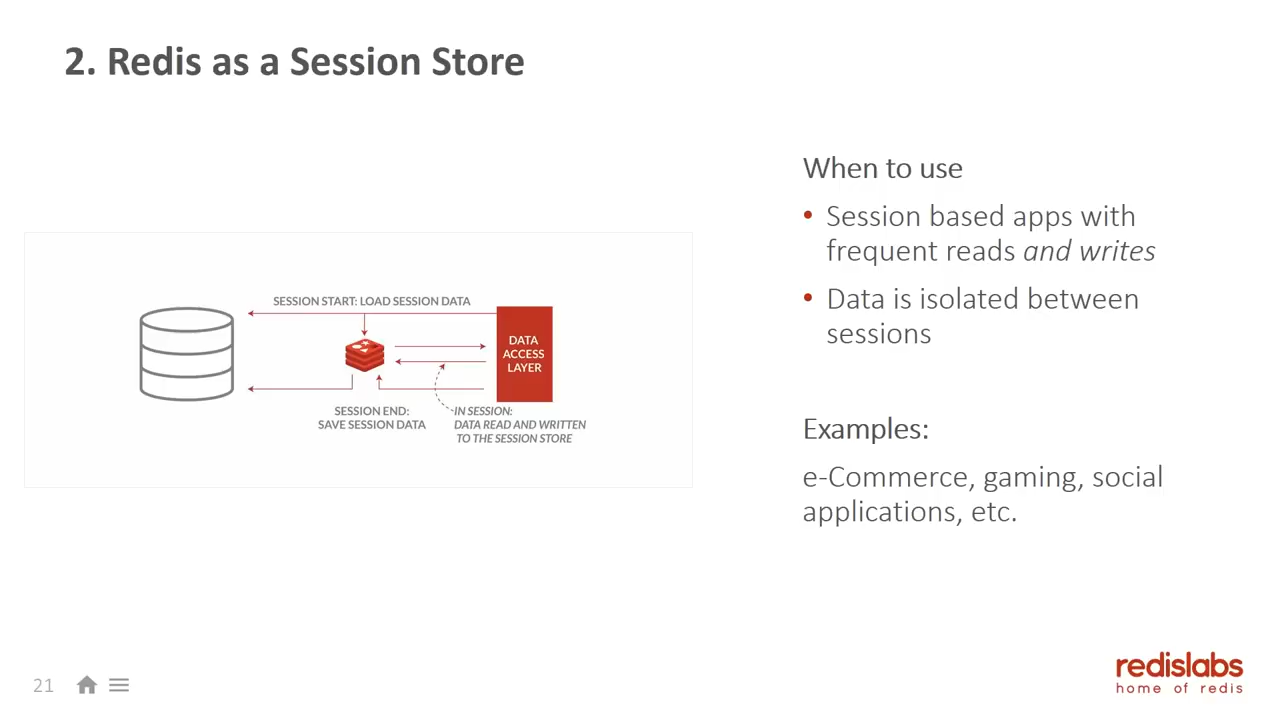 2. Redis as a Session Store
SESSION START: LOAD SESSION DATA
DATA
ACCESS
LAYER
SESSION END:
SAVE SESSION DATA
IN SESSION:
DATA READ AND WRITTEN
TO THE SESSION STORE
When to use
• Session based apps with
frequent reads and writes
• Data is isolated between
sessions
Examples:
e-Commerce, gaming, social
applications, etc.
21
redislabs
home of redis